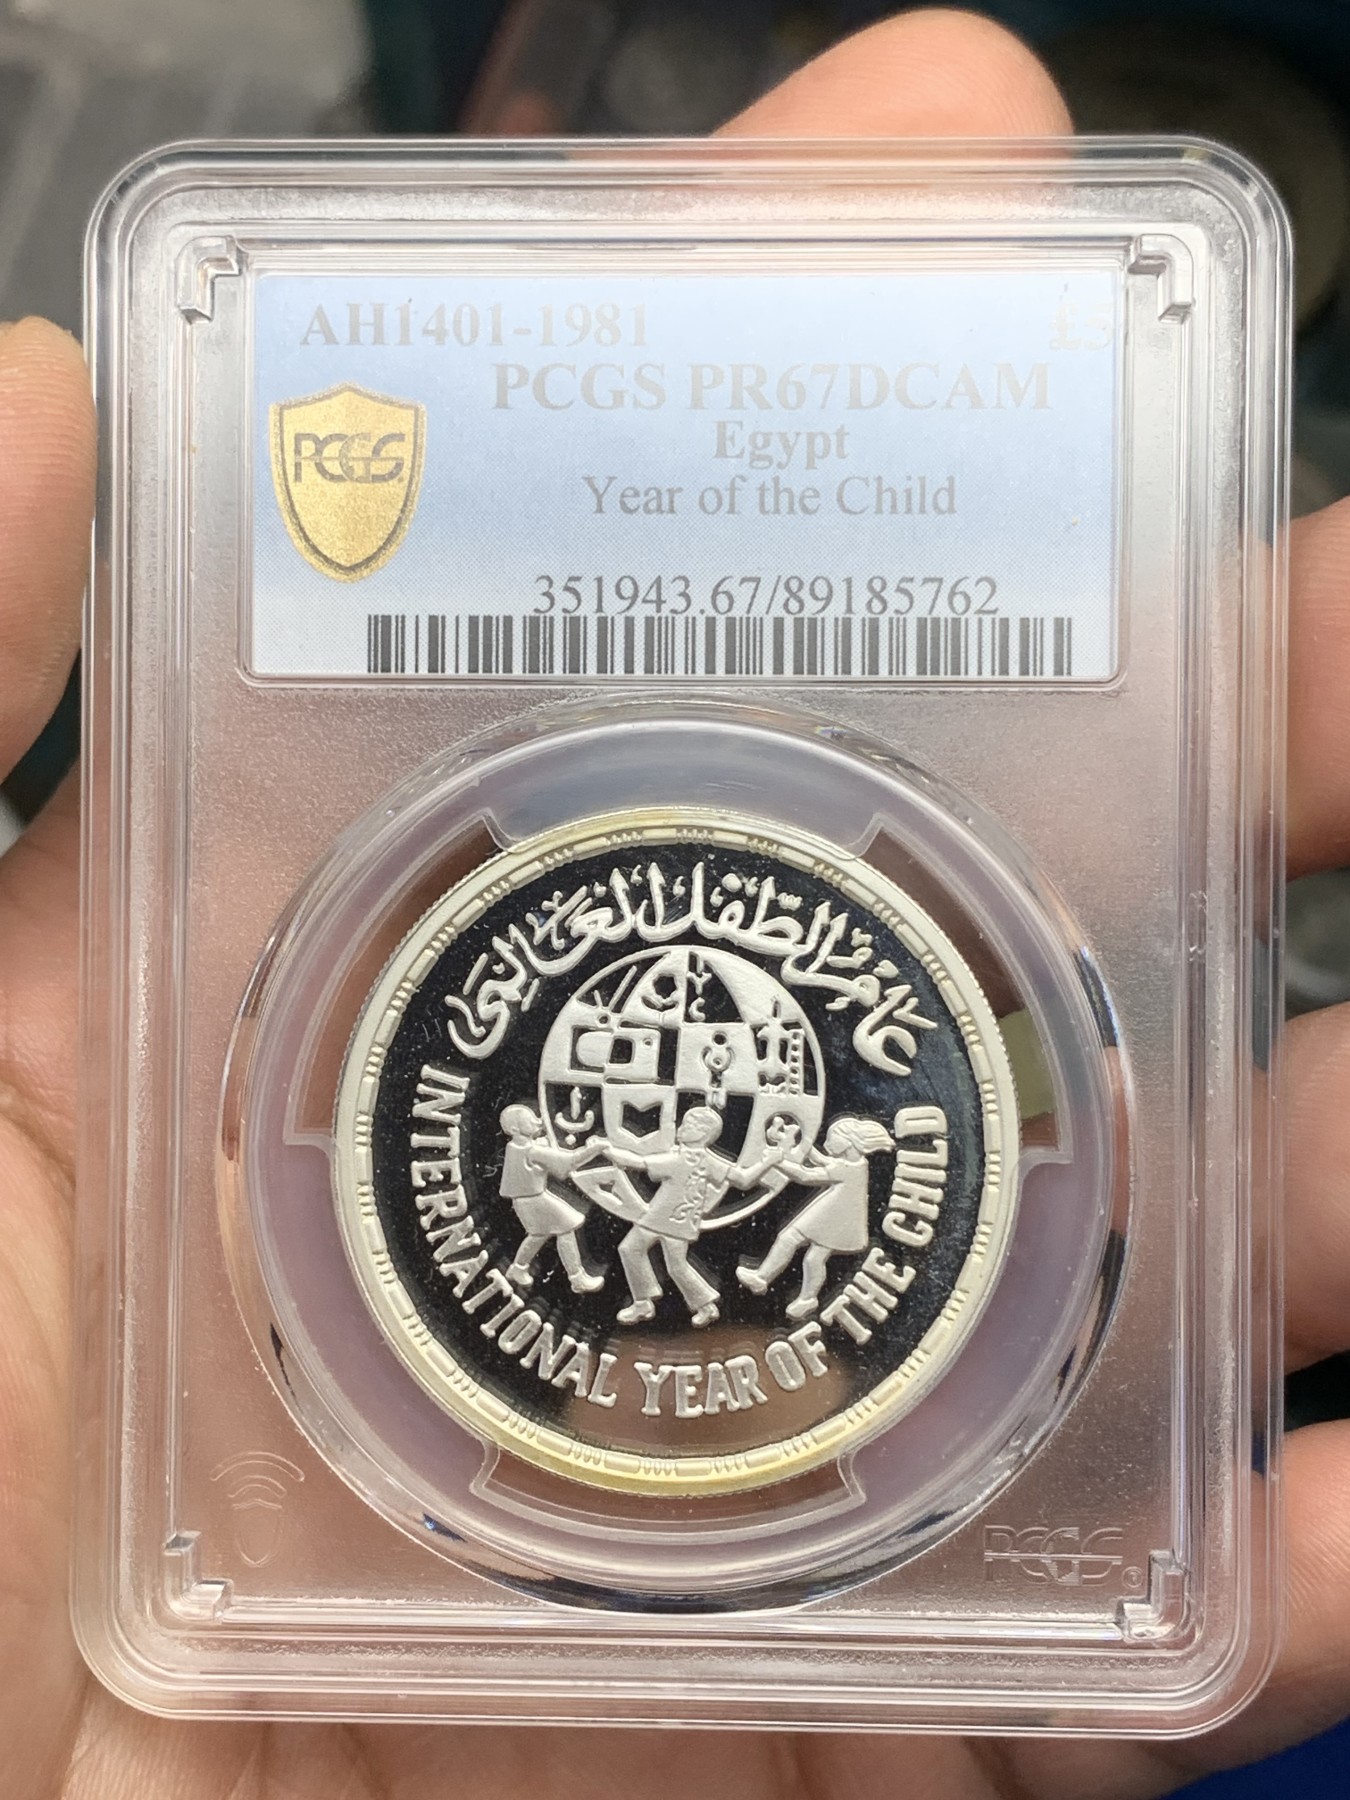 AH1401-1981 £5
PCGS PR67DCAM
Egypt
PCGS
Year of the Child
351943.67/89185762
عام الطفل العالمى
INTERNATIONAL YEAR OF THE CHILD
PCGS